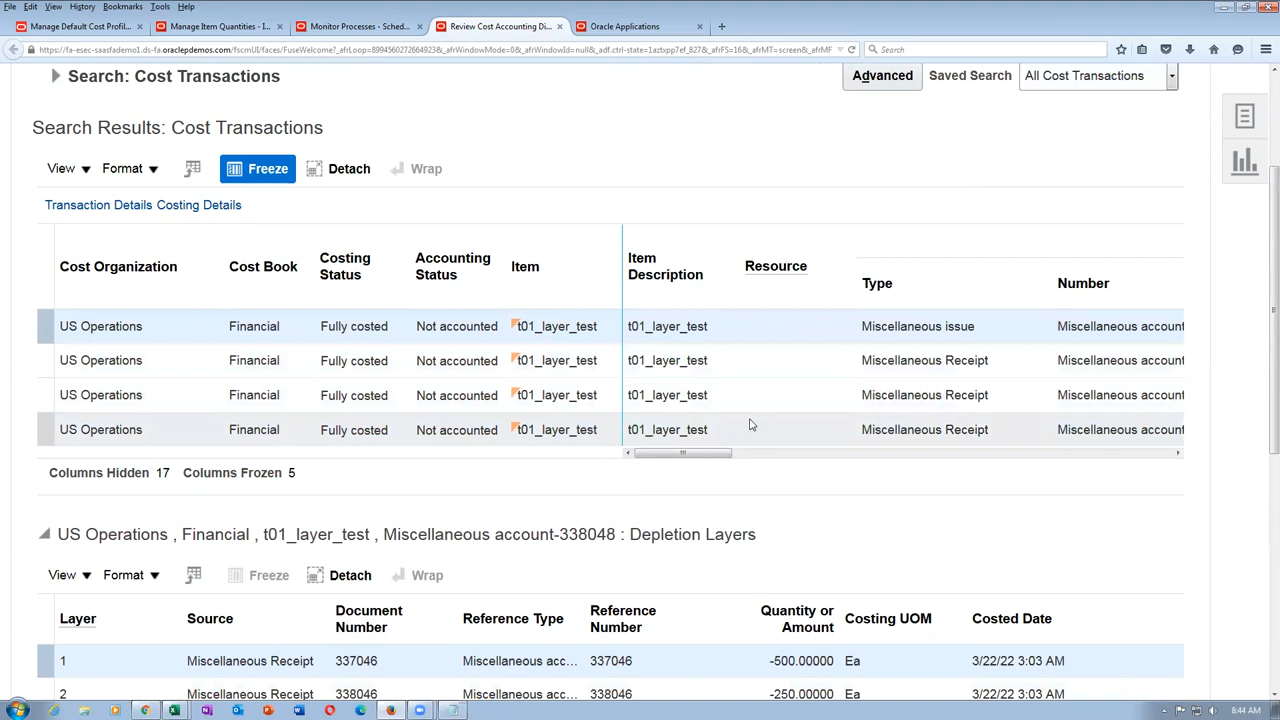 File Edit View History Bookmarks Tools Help
Manage Default Cost Profil... × Manage Item Quantities - I... × Monitor Processes - Sched... × Review Cost Accounting Di... × Oracle Applications × +
Search
Search: Cost Transactions Advanced Saved Search All Cost Transactions
Search Results: Cost Transactions
View Format Freeze Detach Wrap
Transaction Details Costing Details
Cost Organization Cost Book Costing Status Accounting Status Item Item Description Resource Type Number
US Operations Financial Fully costed Not accounted t01_layer_test t01_layer_test Miscellaneous issue Miscellaneous account
US Operations Financial Fully costed Not accounted t01_layer_test t01_layer_test Miscellaneous Receipt Miscellaneous account
US Operations Financial Fully costed Not accounted t01_layer_test t01_layer_test Miscellaneous Receipt Miscellaneous account
US Operations Financial Fully costed Not accounted t01_layer_test t01_layer_test Miscellaneous Receipt Miscellaneous account
Columns Hidden 17 Columns Frozen 5
US Operations , Financial , t01_layer_test , Miscellaneous account-338048 : Depletion Layers
View Format Freeze Detach Wrap
Layer Source Document Number Reference Type Reference Number Quantity or Amount Costing UOM Costed Date
1 Miscellaneous Receipt 337046 Miscellaneous acc... 337046 -500.00000 Ea 3/22/22 3:03 AM
2 Miscellaneous Receipt 338046 Miscellaneous acc... 338046 -250.00000 Ea 3/22/22 3:03 AM
8:44 AM